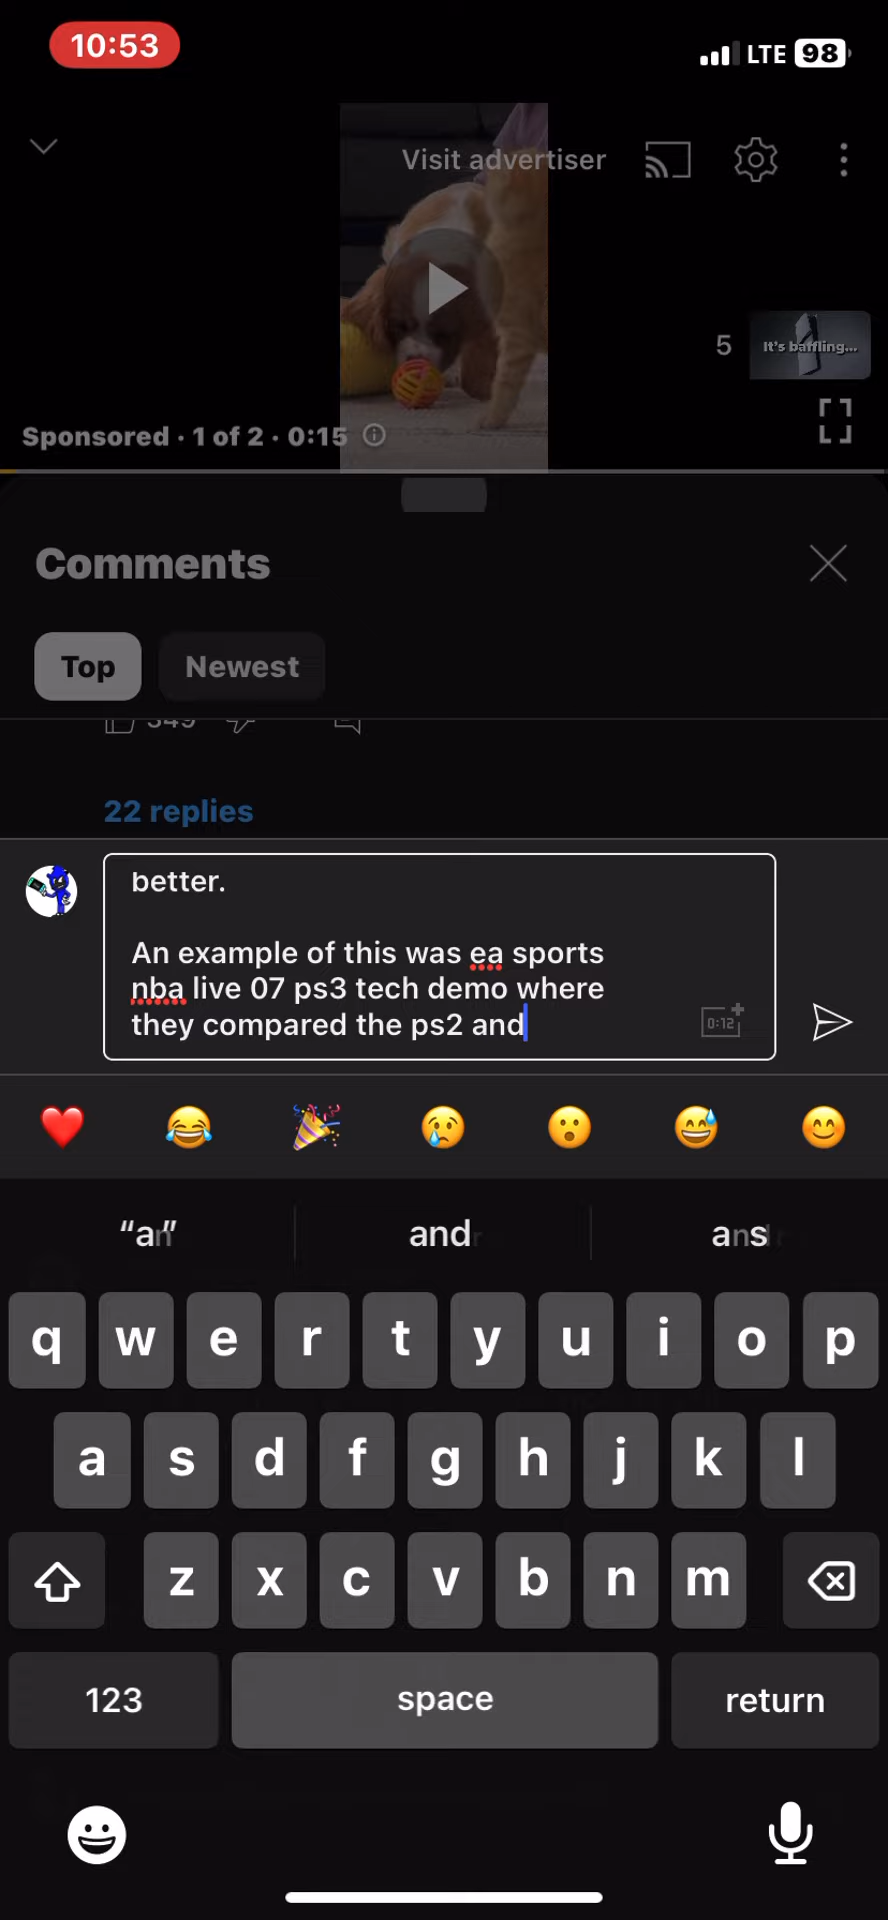 10:53
LTE 98
Visit advertiser
5
It's baffling...
Sponsored · 1 of 2 · 0:15
Comments
Top
Newest
349
22 replies
better.
An example of this was ea sports
nba live 07 ps3 tech demo where
they compared the ps2 and
0:12
and
q w e r t y u i o p
a s d f g h j k l
z x c v b n m
123
space
return